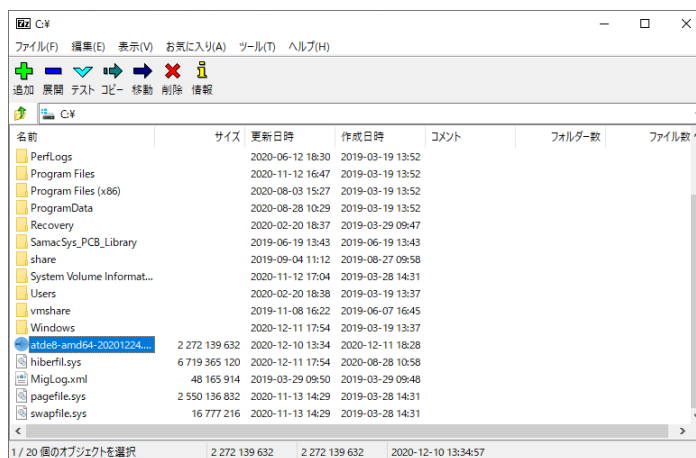 C:¥
ファイル(F) 編集(E) 表示(V) お気に入り(A) ツール(T) ヘルプ(H)
追加 展開 テスト コピー 移動 削除 情報
C:¥
名前 サイズ 更新日時 作成日時 コメント フォルダー数 ファイル数
PerfLogs 2020-06-12 18:30 2019-03-19 13:52
Program Files 2020-11-12 16:47 2019-03-19 13:52
Program Files (x86) 2020-08-03 15:27 2019-03-19 13:52
ProgramData 2020-08-28 10:29 2019-03-19 13:52
Recovery 2020-02-20 18:37 2019-03-29 09:47
SamacSys_PCB_Library 2019-06-19 13:43 2019-06-19 13:43
share 2019-09-04 11:12 2019-08-27 09:58
System Volume Informat... 2020-11-12 17:04 2019-03-28 14:31
Users 2020-02-20 18:38 2019-03-19 13:37
vmshare 2019-11-08 16:22 2019-06-07 16:45
Windows 2020-12-11 17:54 2019-03-19 13:37
atde8-amd64-20201224.... 2 272 139 632 2020-12-10 13:34 2020-12-11 18:28
hiberfil.sys 6 719 365 120 2020-12-11 17:54 2020-08-28 10:58
MigLog.xml 48 165 914 2019-03-29 09:50 2019-03-29 09:48
pagefile.sys 2 550 136 832 2020-11-13 14:29 2019-03-28 14:31
swapfile.sys 16 777 216 2020-11-13 14:29 2019-03-28 14:31
1 / 20 個のオブジェクトを選択 2 272 139 632 2 272 139 632 2020-12-10 13:34:57